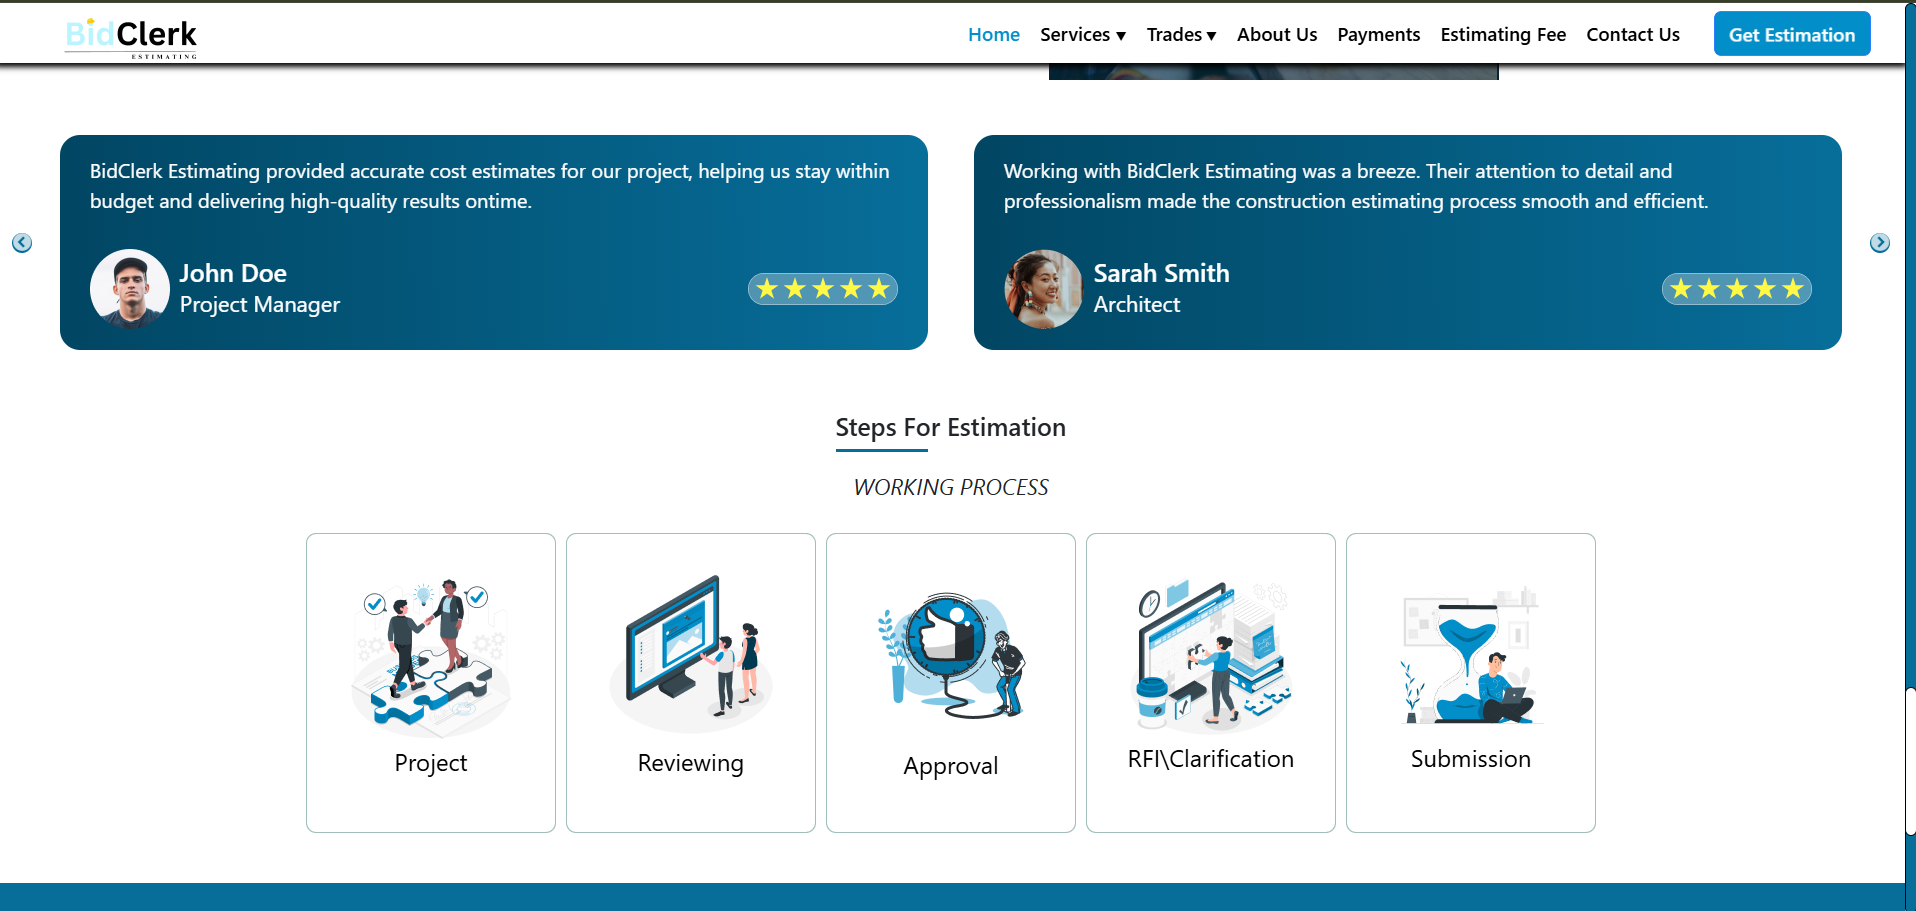 BidClerk
ESTIMATING
Home Services ▾ Trades ▾ About Us Payments Estimating Fee Contact Us Get Estimation
BidClerk Estimating provided accurate cost estimates for our project, helping us stay within
budget and delivering high-quality results ontime.
John Doe
Project Manager
Working with BidClerk Estimating was a breeze. Their attention to detail and
professionalism made the construction estimating process smooth and efficient.
Sarah Smith
Architect
Steps For Estimation
WORKING PROCESS
Project
Reviewing
Approval
RFI\Clarification
Submission